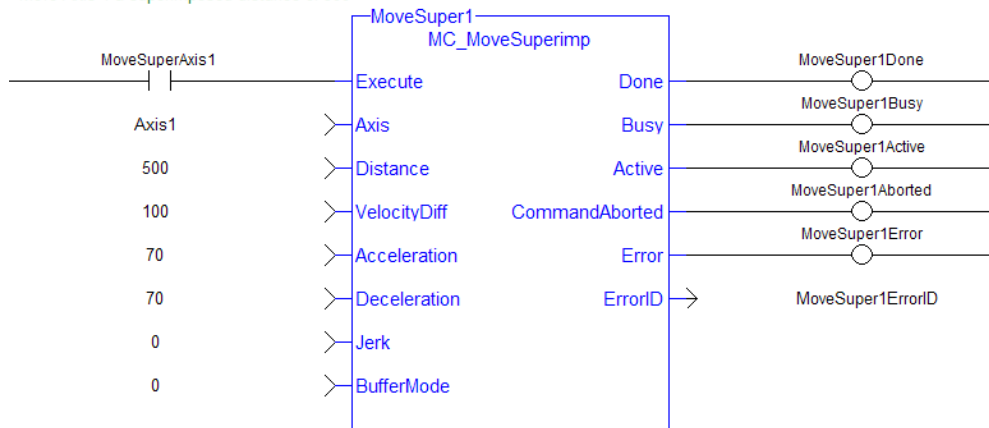 MoveSuper1
MC_MoveSuperimp
MoveSuperAxis1
Execute
Done
MoveSuper1Done
Axis1
Axis
Busy
MoveSuper1Busy
500
Distance
Active
MoveSuper1Active
100
VelocityDiff
CommandAborted
MoveSuper1Aborted
70
Acceleration
Error
MoveSuper1Error
70
Deceleration
ErrorID
MoveSuper1ErrorID
0
Jerk
0
BufferMode